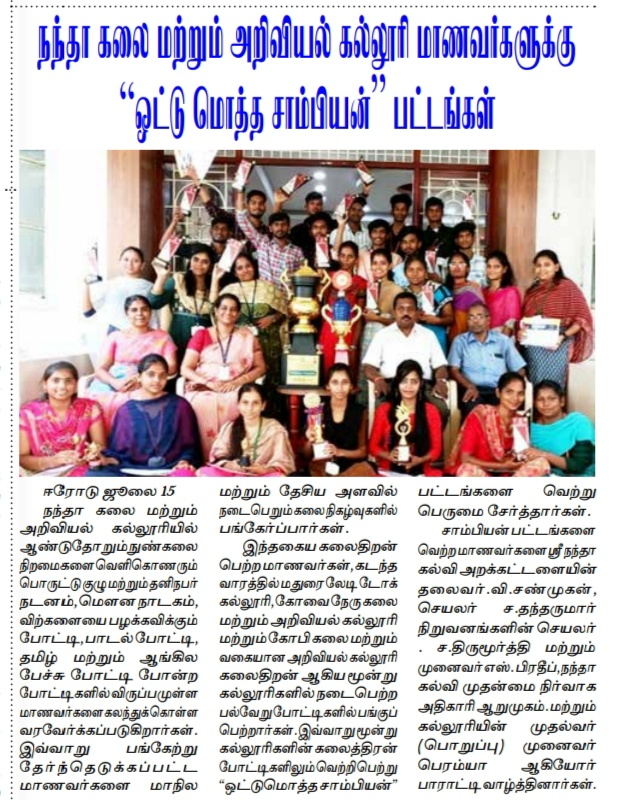 நந்தா கலை மற்றும் அறிவியல் கல்லூரி மாணவர்களுக்கு
“ஒட்டு மொத்த சாம்பியன்” பட்டங்கள்
ஈரோடு ஜூலை 15
நந்தா கலை மற்றும்
அறிவியல் கல்லூரியில்
ஆண்டுதோறும்நுண்கலை
நிறமைகளை வெளிகொணரும்
பொருட்டு குழு மற்றும் தனிநபர்
நடனம், மௌன நாடகம்,
விற்களையை பழக்கவிக்கும்
போட்டி, பாடல் போட்டி,
தமிழ் மற்றும் ஆங்கில
பேச்சு போட்டி போன்ற
போட்டிகளில் விருப்பமுள்ள
மாணவர்களை கலந்துக்கொள்ள
வரவேர்க்கப்படுகிறார்கள்.
இவ்வாறு பங்கேற்று
தேர்ந்தெடுக்கப்பட்ட
மாணவர்களை மாநில
மற்றும் தேசிய அளவில்
நடைபெறும் கலை நிகழ்வுகளில்
பங்கேர்ப்பார்கள்.
இந்தகைய கலைதிறன்
பெற்ற மாணவர்கள், கடந்த
வாரத்தில் மதுரை லேடி டோக்
கல்லூரி, கோவை நேரு கலை
மற்றும் அறிவியல் கல்லூரி
மற்றும் கோபி கலை மற்றும்
வகையான அறிவியல் கல்லூரி
கலைதிறன் ஆகிய மூன்று
கல்லூரிகளில் நடைபெற்ற
பல்வேறு போட்டிகளில் பங்குப்
பெற்றார்கள். இவ்வாறு மூன்று
கல்லூரிகளின் கலைத்திரன்
போட்டிகளிலும் வெற்றி பெற்று
“ஒட்டு மொத்த சாம்பியன்”
பட்டங்களை வெற்று
பெருமை சேர்த்தார்கள்.
சாம்பியன் பட்டங்களை
வெற்ற மாணவர்களை ஸ்ரீ நந்தா
கல்வி அறக்கட்டளையின்
தலைவர் . வி .சண்முகன்,
செயலர் ச.தந்தருமார்
நிறுவனங்களின் செயலர்
. ச.திருமூர்த்தி மற்றும்
முனைவர் எஸ். பிரதீப், நந்தா
கல்வி முதன்மை நிர்வாக
அதிகாரி ஆறுமுகம். மற்றும்
கல்லூரியின் முதல்வர்
(பொறுப்பு) முனைவர்
பெரம்யா ஆகியோர்
பாராட்டி வாழ்த்தினார்கள்.